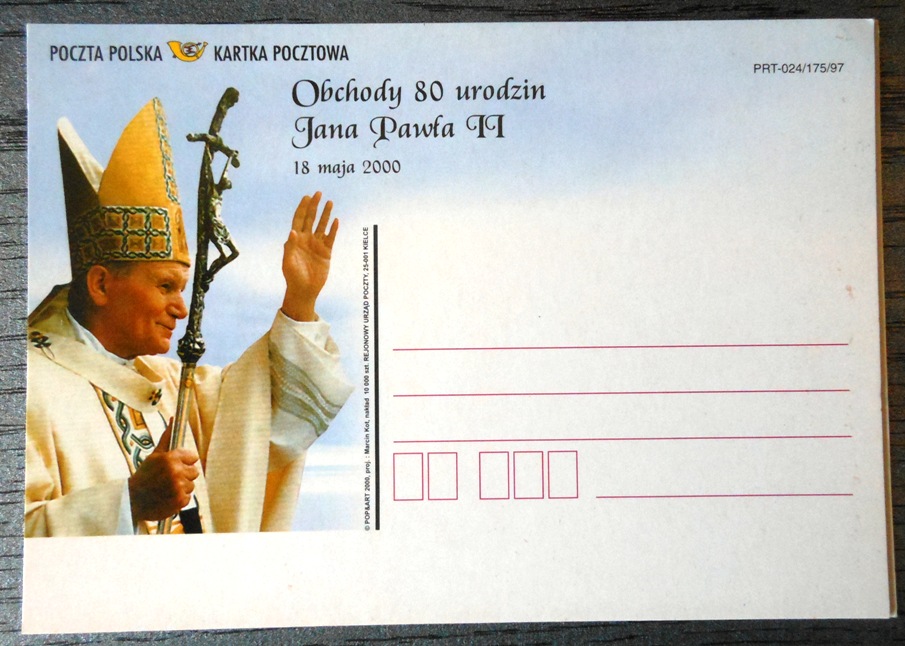 POCZTA POLSKA KARTKA POCZTOWA
PRT-024/175/97
Obchody 80 urodzin
Jana Pawła II
18 maja 2000
© POP&ART 2000, proj. : Marcin Kot, nakład 10 000 szt. REJONOWY URZĄD POCZTY, 25-001 KIELCE